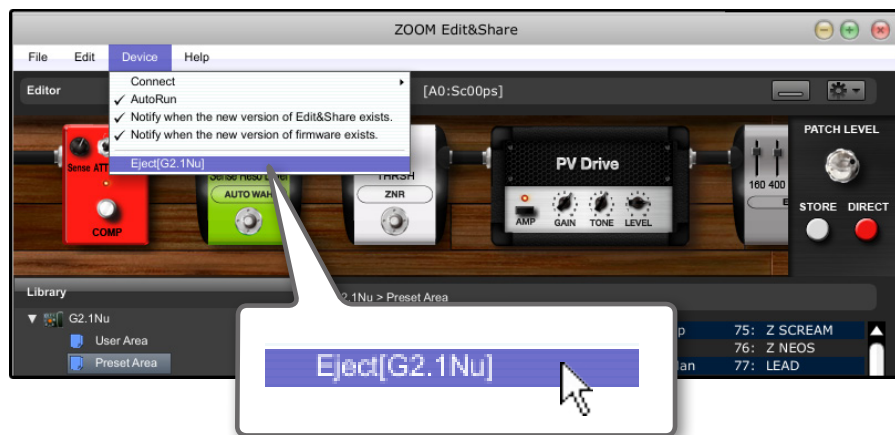 ZOOM Edit&Share
File Edit Device Help
Connect
AutoRun
Notify when the new version of Edit&Share exists.
Notify when the new version of firmware exists.
Eject[G2.1Nu]
Editor
[A0:Sc00ps]
PATCH LEVEL
Sense ATT
COMP
AUTO WAH
THRSH
ZNR
PV Drive
AMP GAIN TONE LEVEL
160 400
STORE DIRECT
Library
G2.1Nu
User Area
Preset Area
2.1Nu > Preset Area
75: Z SCREAM
76: Z NEOS
77: LEAD
Eject[G2.1Nu]